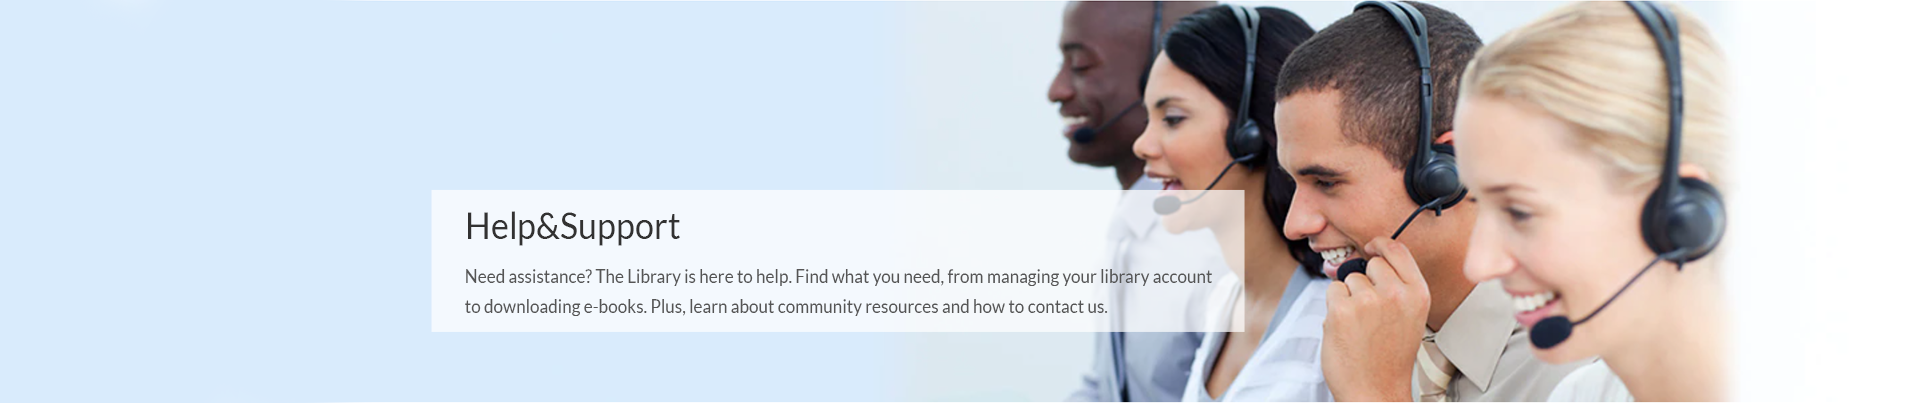 Help&Support
Need assistance? The Library is here to help. Find what you need, from managing your library account
to downloading e-books. Plus, learn about community resources and how to contact us.